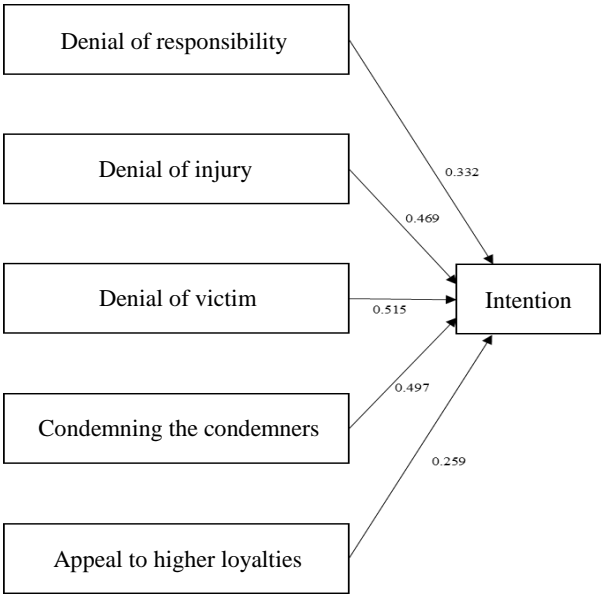 Denial of responsibility
0.332
Denial of injury
0.469
Denial of victim
0.515
Intention
Condemning the condemners
0.497
0.259
Appeal to higher loyalties